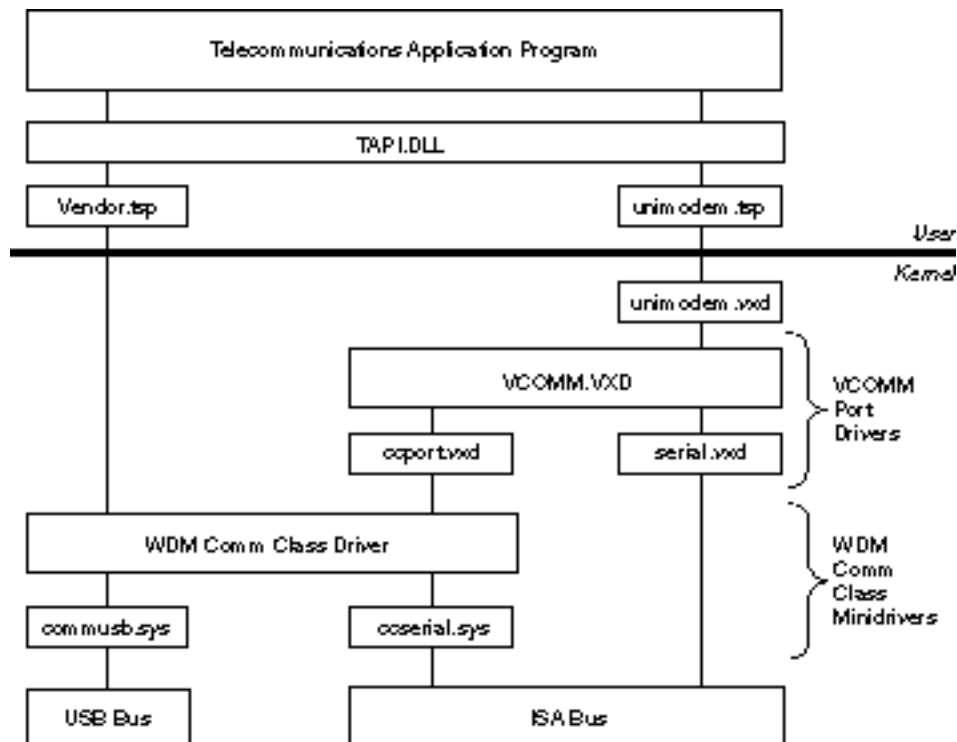 Telecommunications Application Program
TAPI.DLL
Vendor.tsp
unimodem.tsp
User
Kernel
unimodem.vxd
VCOMM.VXD
VCOMM
Port
Drivers
ccport.vxd
serial.vxd
WDM Comm Class Driver
WDM
Comm
Class
Minidrivers
commusb.sys
ccserial.sys
USB Bus
ISA Bus